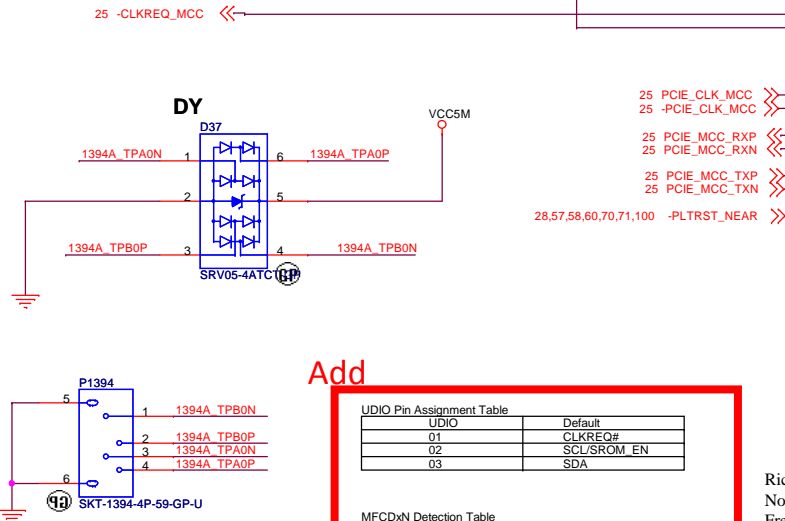 25 -CLKREQ_MCC
DY
D37
VCC5M
1394A_TPA0N 1 6 1394A_TPA0P
2 5
1394A_TPB0P 3 4 1394A_TPB0N
GP
25 PCIE_CLK_MCC
25 -PCIE_CLK_MCC
25 PCIE_MCC_RXP
25 PCIE_MCC_RXN
25 PCIE_MCC_TXP
25 PCIE_MCC_TXN
28,57,58,60,70,71,100 -PLTRST_NEAR
P1394
5
1 1394A_TPB0N
2 1394A_TPB0P
3 1394A_TPA0N
4 1394A_TPA0P
6
GP
SKT-1394-4P-59-GP-U
Add
UDIO Pin Assignment Table
UDIO Default
01 CLKREQ#
02 SCL/SROM_EN
03 SDA
MFCDxN Detection Table